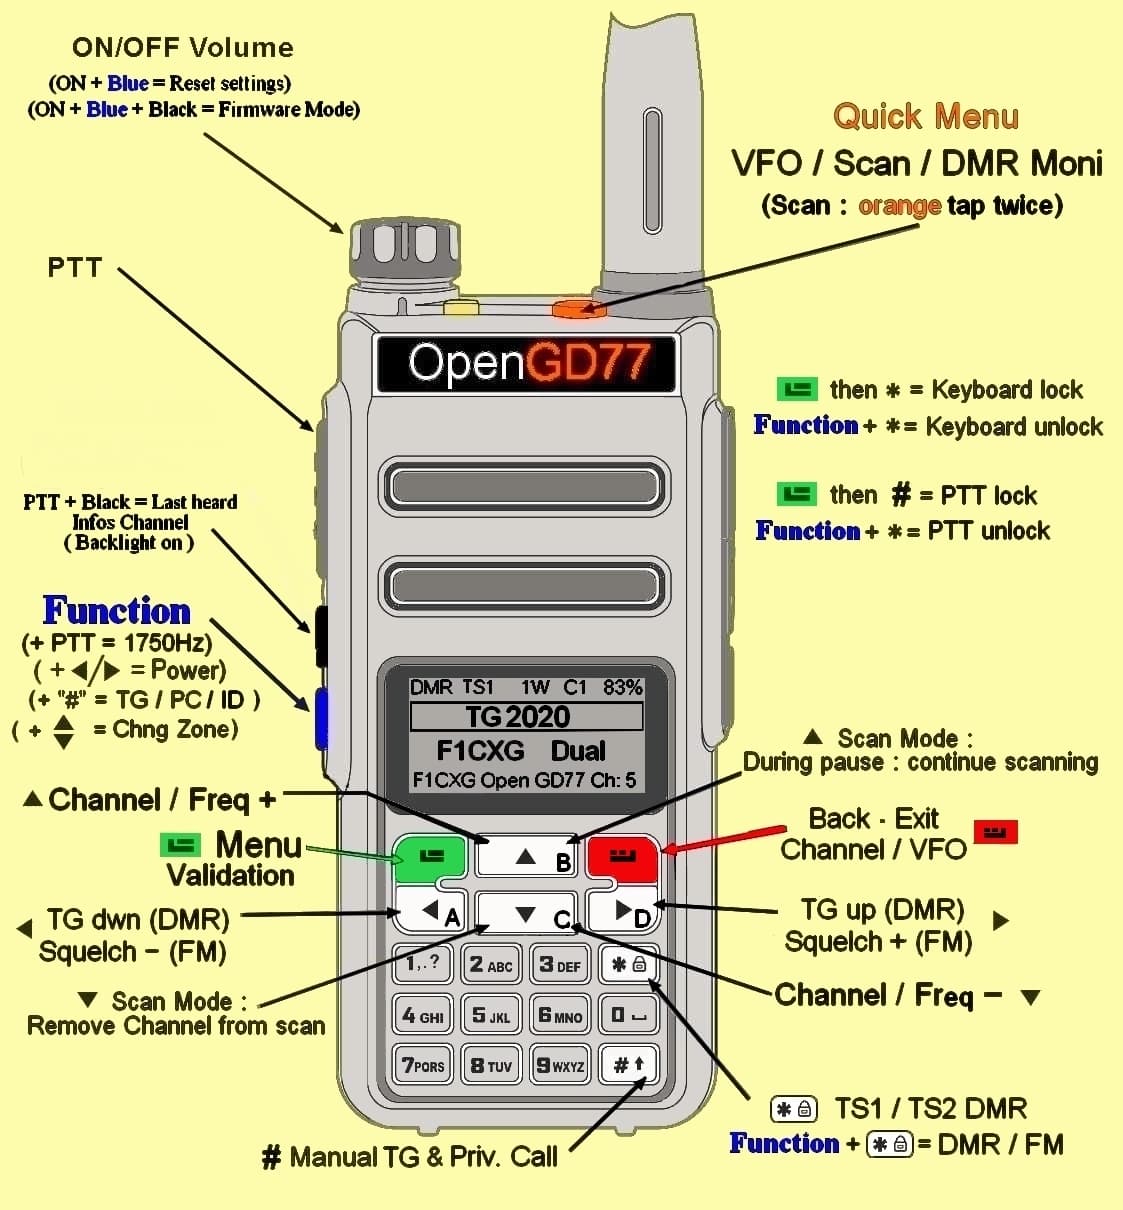 ON/OFF Volume
(ON + Blue = Reset settings)
(ON + Blue + Black = Firmware Mode)
Quick Menu
VFO / Scan / DMR Moni
(Scan : orange tap twice)
PTT
OpenGD77
then * = Keyboard lock
Function + * = Keyboard unlock
then # = PTT lock
Function + * = PTT unlock
PTT + Black = Last heard
Infos Channel
( Backlight on )
Function
(+ PTT = 1750Hz)
( + ◄/► = Power)
(+ "#" = TG / PC / ID )
( + ▲▼ = Chng Zone)
DMR TS1 1W C1 83%
TG 2020
F1CXG Dual
F1CXG Open GD77 Ch: 5
▲ Scan Mode :
During pause : continue scanning
▲ Channel / Freq +
Menu
Validation
Back - Exit
Channel / VFO
◄ TG dwn (DMR)
Squelch – (FM)
TG up (DMR) ►
Squelch + (FM)
▼ Scan Mode :
Remove Channel from scan
Channel / Freq – ▼
▲ B
◄ A
▼ C
► D
1,.? 2 ABC 3 DEF *
4 GHI 5 JKL 6 MNO 0
7PQRS 8 TUV 9WXYZ #
* TS1 / TS2 DMR
Function + * = DMR / FM
# Manual TG & Priv. Call